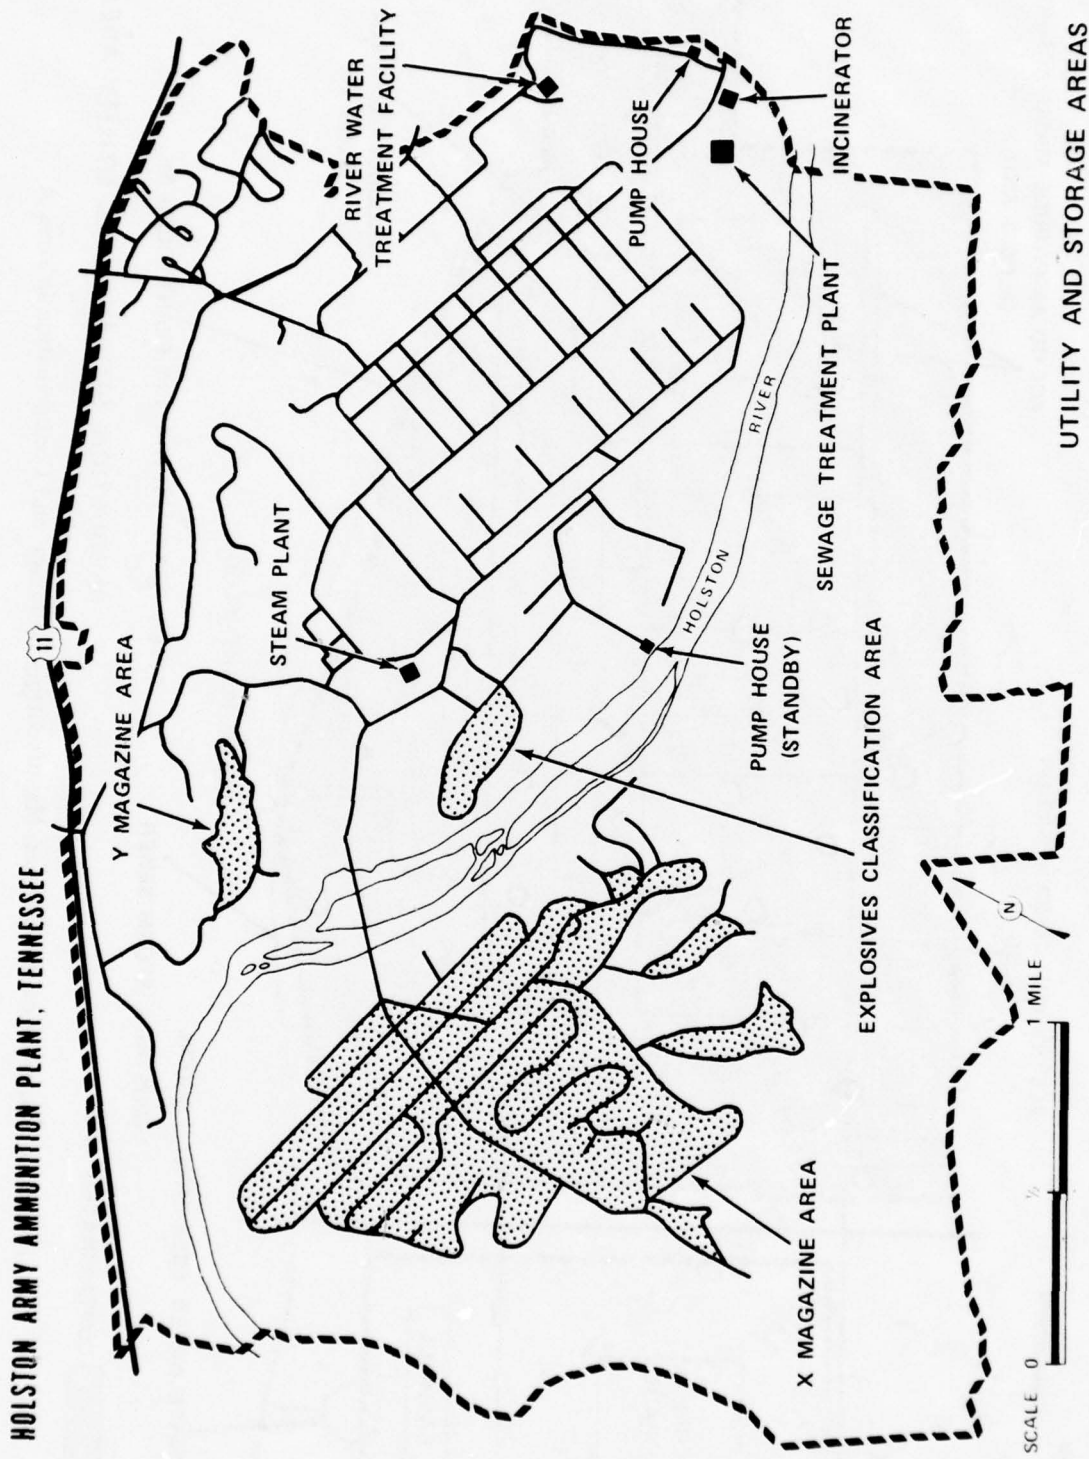 HOLSTON ARMY AMMUNITION PLANT, TENNESSEE
11
Y MAGAZINE AREA
STEAM PLANT
RIVER WATER
TREATMENT FACILITY
PUMP HOUSE
INCINERATOR
SEWAGE TREATMENT PLANT
HOLSTON
RIVER
PUMP HOUSE
(STANDBY)
EXPLOSIVES CLASSIFICATION AREA
X MAGAZINE AREA
N
SCALE 0 ½ 1 MILE
UTILITY AND STORAGE AREAS